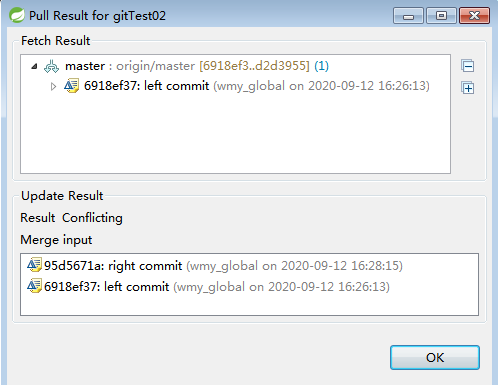 Pull Result for gitTest02
Fetch Result
master : origin/master [6918ef3..d2d3955] (1)
6918ef37: left commit (wmy_global on 2020-09-12 16:26:13)
Update Result
Result Conflicting
Merge input
95d5671a: right commit (wmy_global on 2020-09-12 16:28:15)
6918ef37: left commit (wmy_global on 2020-09-12 16:26:13)
OK